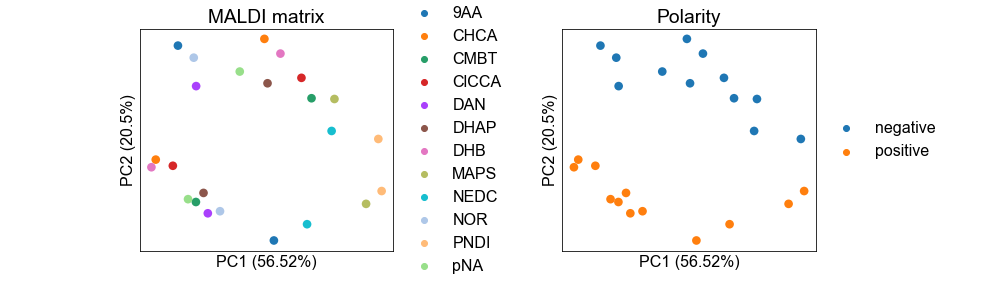 MALDI matrix
PC2 (20.5%)
PC1 (56.52%)
9AA
CHCA
CMBT
ClCCA
DAN
DHAP
DHB
MAPS
NEDC
NOR
PNDI
pNA
Polarity
PC2 (20.5%)
PC1 (56.52%)
negative
positive